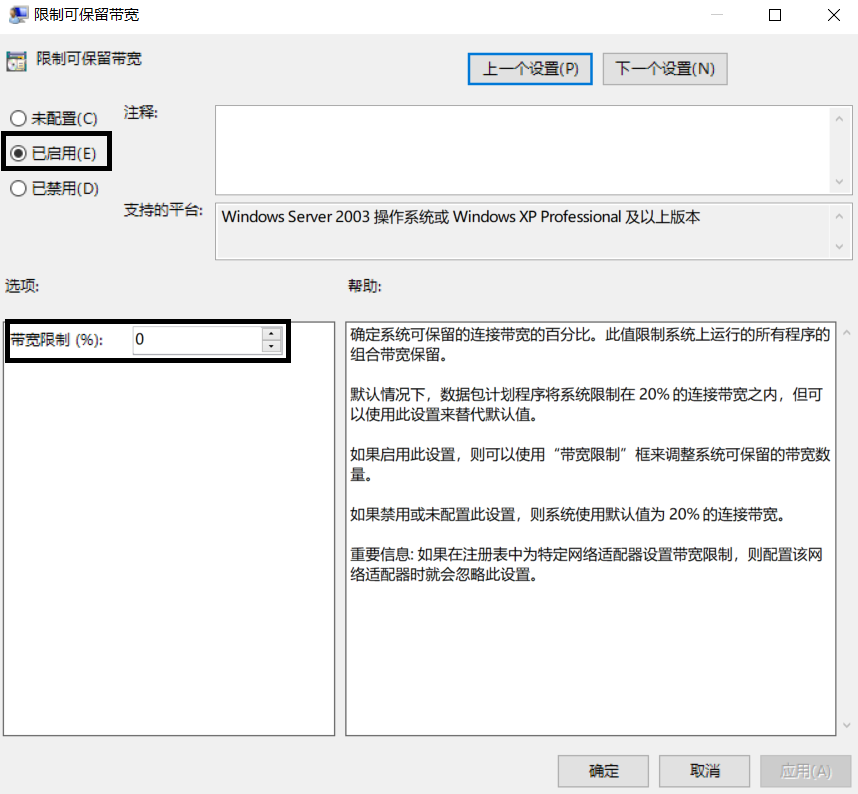 限制可保留带宽
限制可保留带宽
上一个设置(P)
下一个设置(N)
未配置(C)
注释:
已启用(E)
已禁用(D)
支持的平台:
Windows Server 2003 操作系统或 Windows XP Professional 及以上版本
选项:
帮助:
带宽限制 (%):
0
确定系统可保留的连接带宽的百分比。此值限制系统上运行的所有程序的
组合带宽保留。
默认情况下，数据包计划程序将系统限制在 20% 的连接带宽之内，但可
以使用此设置来替代默认值。
如果启用此设置，则可以使用“带宽限制”框来调整系统可保留的带宽数
量。
如果禁用或未配置此设置，则系统使用默认值为 20% 的连接带宽。
重要信息: 如果在注册表中为特定网络适配器设置带宽限制，则配置该网
络适配器时就会忽略此设置。
确定
取消
应用(A)